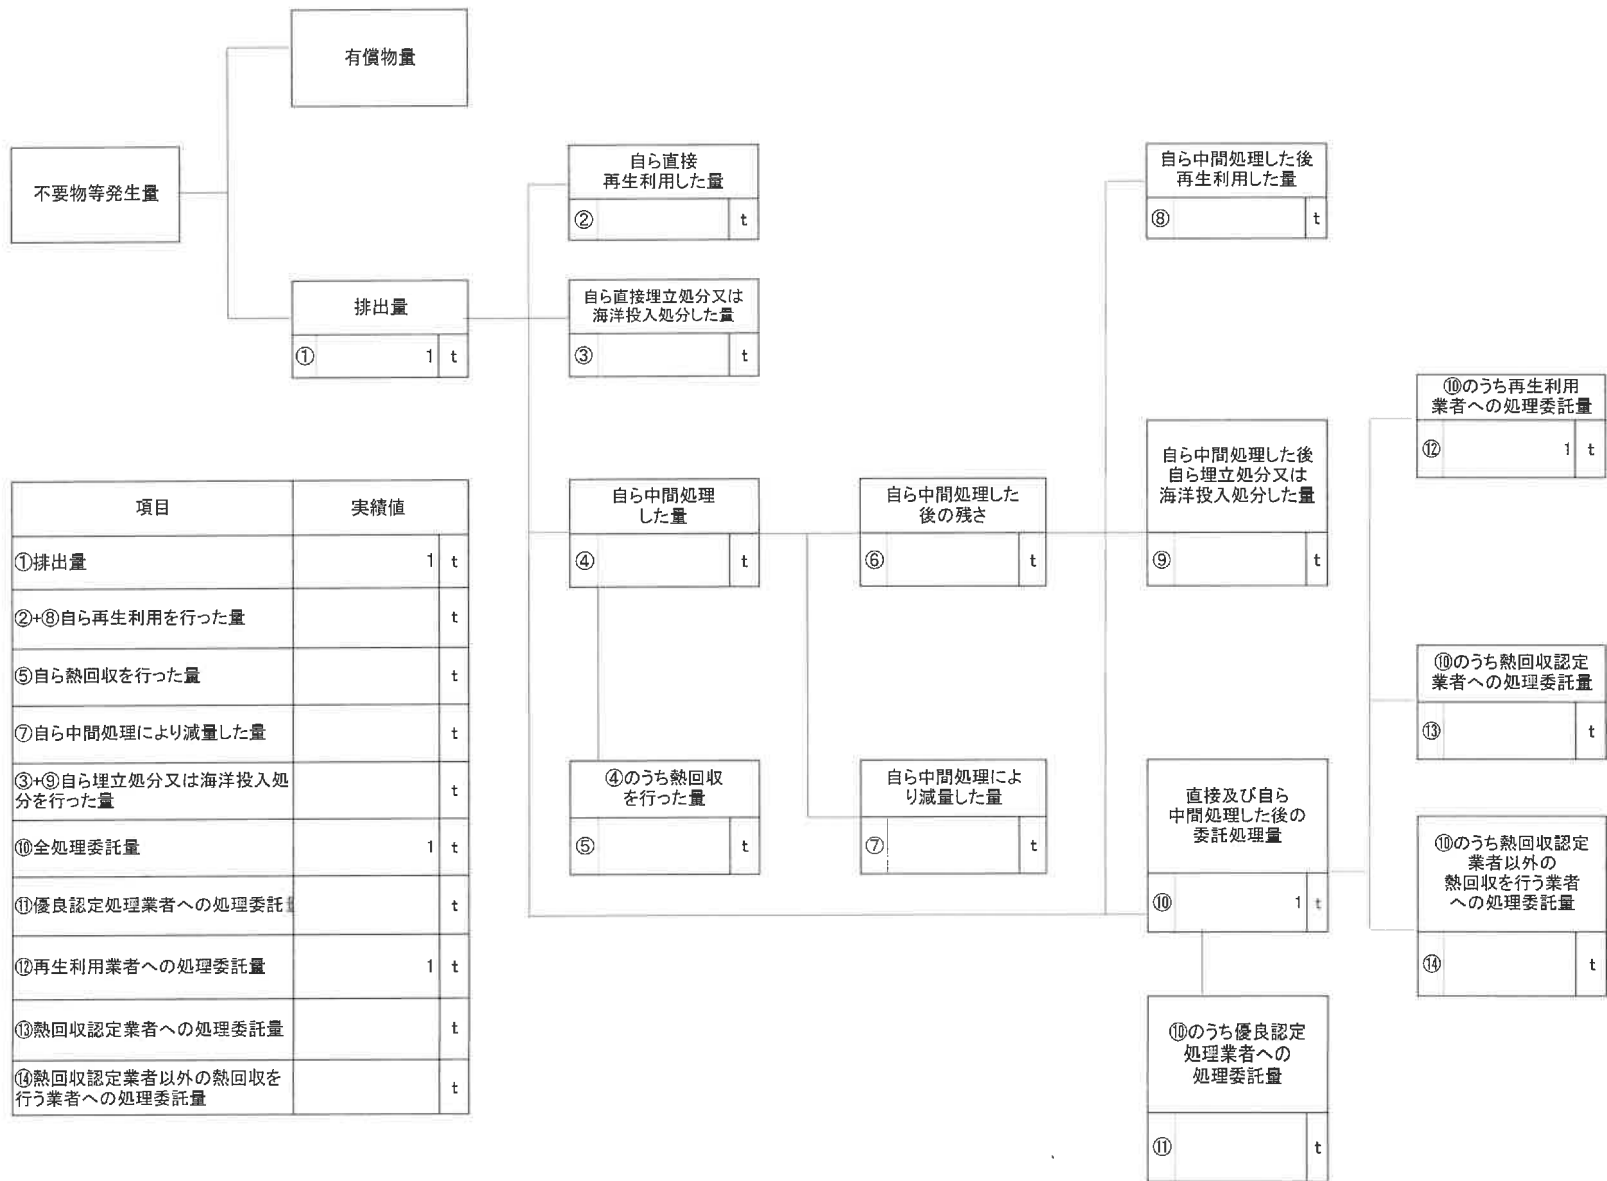 有償物量
不要物等発生量
排出量
① 1 t
自ら直接
再生利用した量
② t
自ら直接埋立処分又は
海洋投入処分した量
③ t
自ら中間処理
した量
④ t
④のうち熱回収
を行った量
⑤ t
自ら中間処理した
後の残さ
⑥ t
自ら中間処理によ
り減量した量
⑦ t
自ら中間処理した後
再生利用した量
⑧ t
自ら中間処理した後
自ら埋立処分又は
海洋投入処分した量
⑨ t
直接及び自ら
中間処理した後の
委託処理量
⑩ 1 t
⑩のうち優良認定
処理業者への
処理委託量
⑪ t
⑩のうち再生利用
業者への処理委託量
⑫ 1 t
⑩のうち熱回収認定
業者への処理委託量
⑬ t
⑩のうち熱回収認定
業者以外の
熱回収を行う業者
への処理委託量
⑭ t
項目 実績値
①排出量 1 t
②+⑧自ら再生利用を行った量 t
⑤自ら熱回収を行った量 t
⑦自ら中間処理により減量した量 t
③+⑨自ら埋立処分又は海洋投入処
分を行った量 t
⑩全処理委託量 1 t
⑪優良認定処理業者への処理委託量 t
⑫再生利用業者への処理委託量 1 t
⑬熱回収認定業者への処理委託量 t
⑭熱回収認定業者以外の熱回収を
行う業者への処理委託量 t